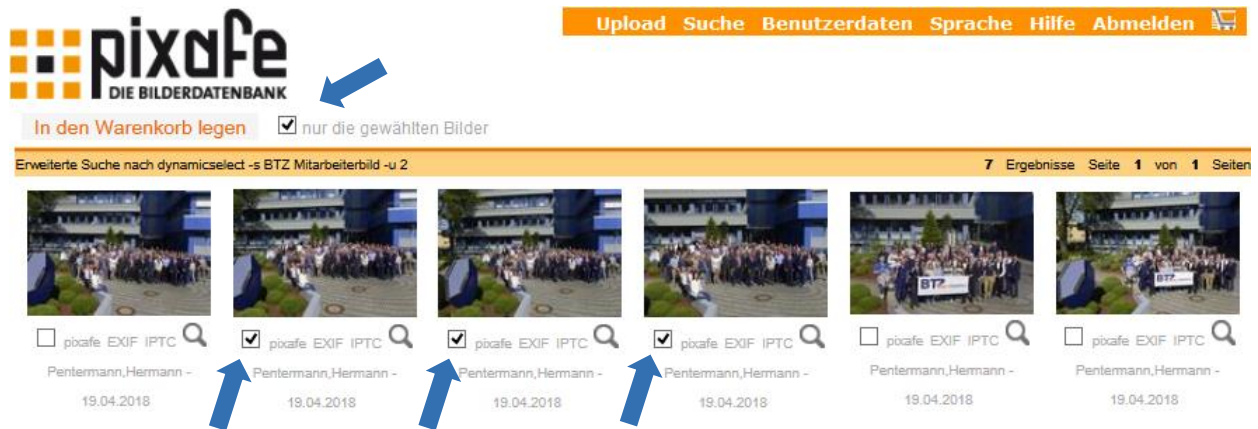 pixafe
DIE BILDERDATENBANK
Upload Suche Benutzerdaten Sprache Hilfe Abmelden
In den Warenkorb legen nur die gewählten Bilder
Erweiterte Suche nach dynamicselect -s BTZ Mitarbeiterbild -u 2 7 Ergebnisse Seite 1 von 1 Seiten
BTZ
BTZ
pixafe EXIF IPTC pixafe EXIF IPTC pixafe EXIF IPTC pixafe EXIF IPTC pixafe EXIF IPTC pixafe EXIF IPTC
Pentermann,Hermann - Pentermann,Hermann - Pentermann,Hermann - Pentermann,Hermann - Pentermann,Hermann - Pentermann,Hermann -
19.04.2018 19.04.2018 19.04.2018 19.04.2018 19.04.2018 19.04.2018